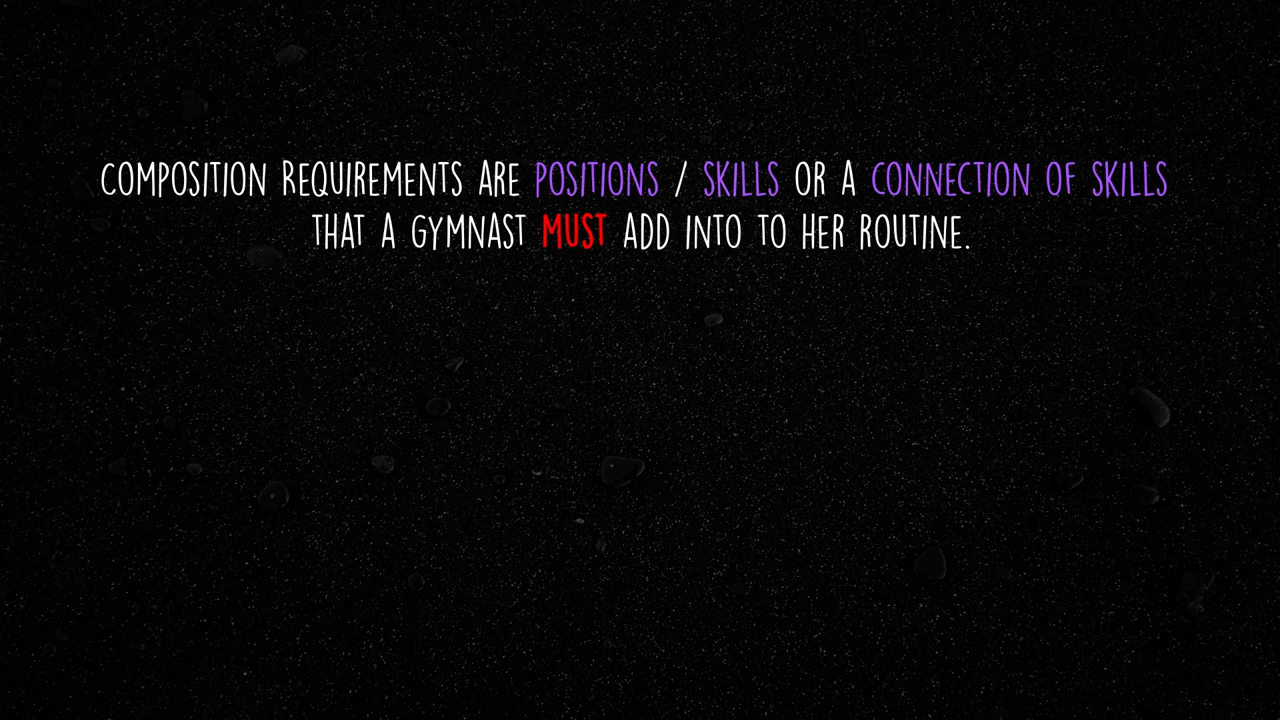 COMPOSITION REQUIREMENTS ARE POSITIONS / SKILLS OR A CONNECTION OF SKILLS
THAT A GYMNAST MUST ADD INTO TO HER ROUTINE.